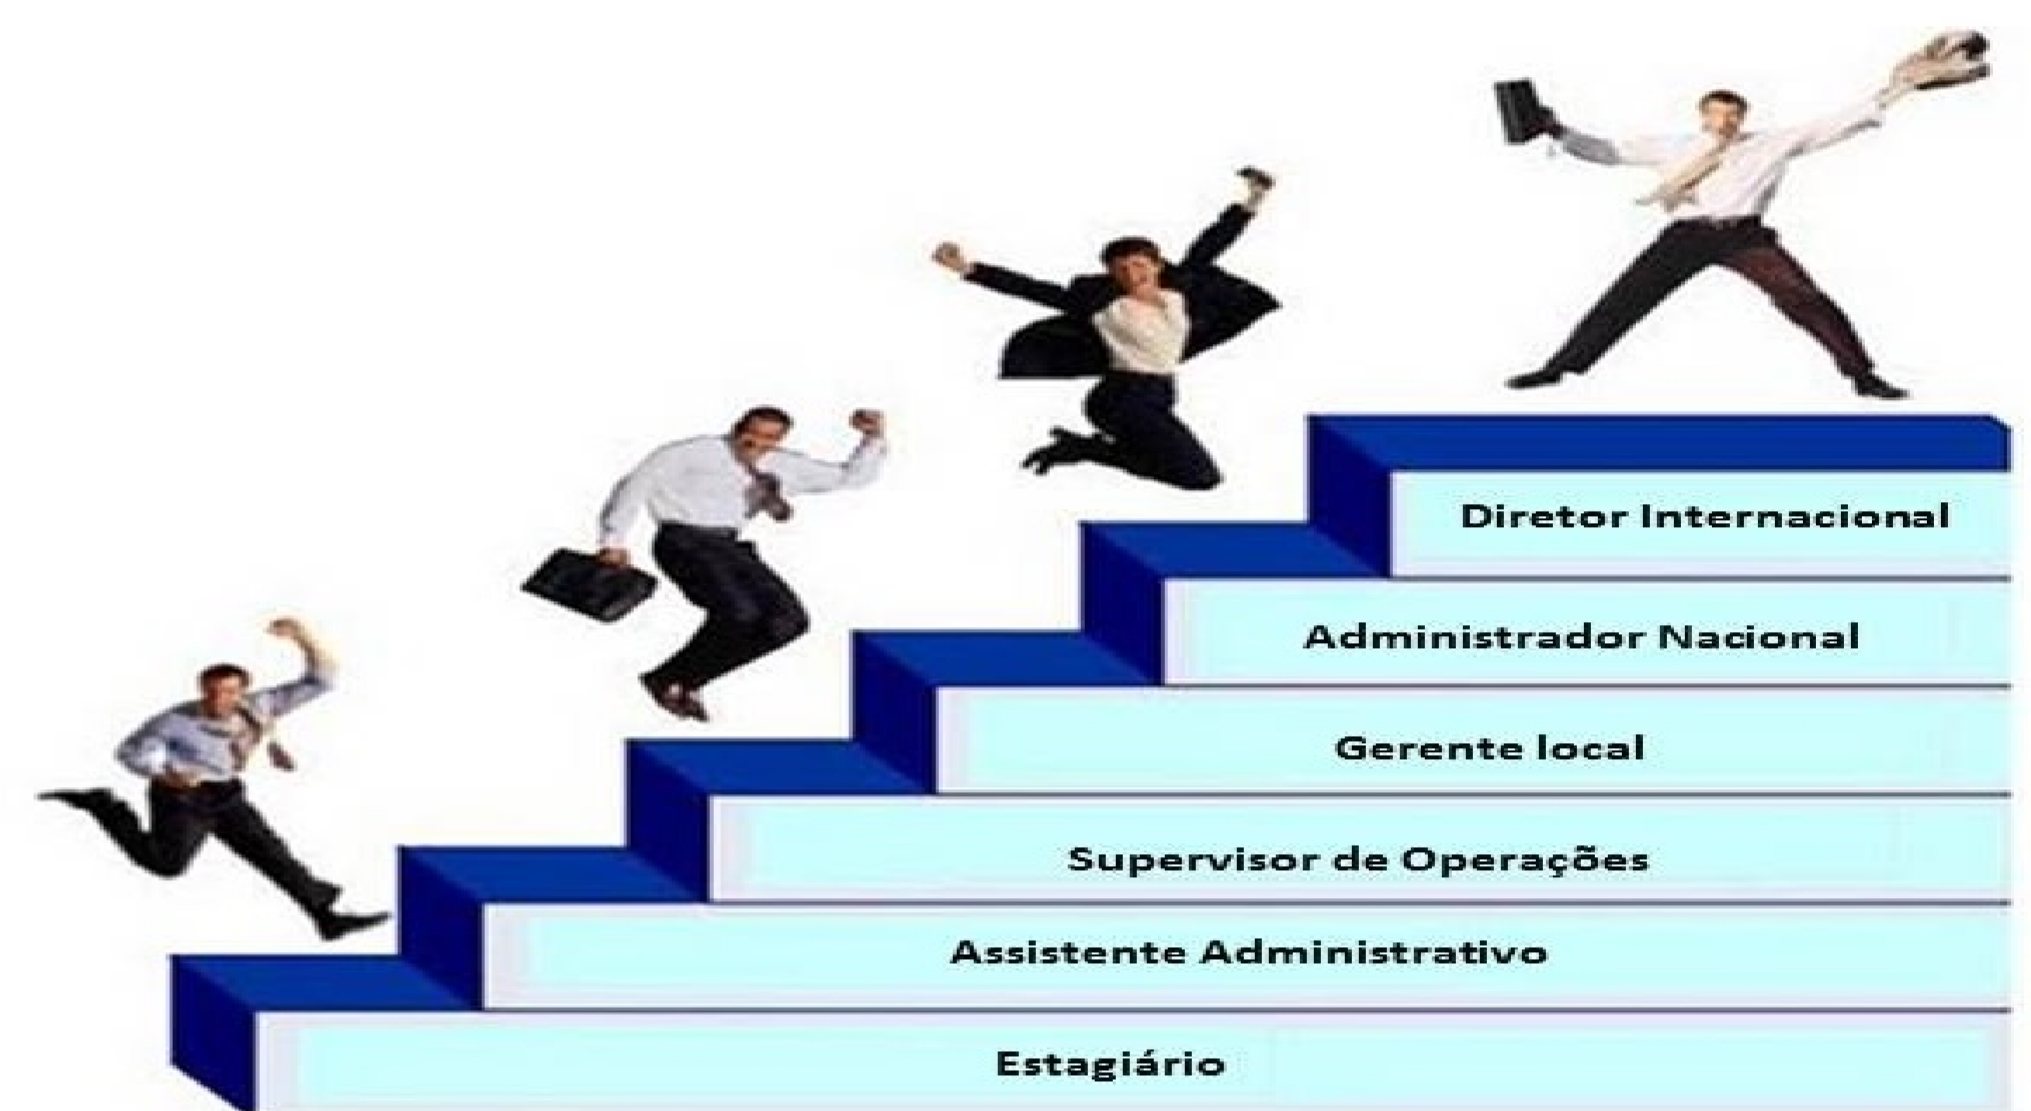 Diretor Internacional
Administrador Nacional
Gerente local
Supervisor de Operações
Assistente Administrativo
Estagiário